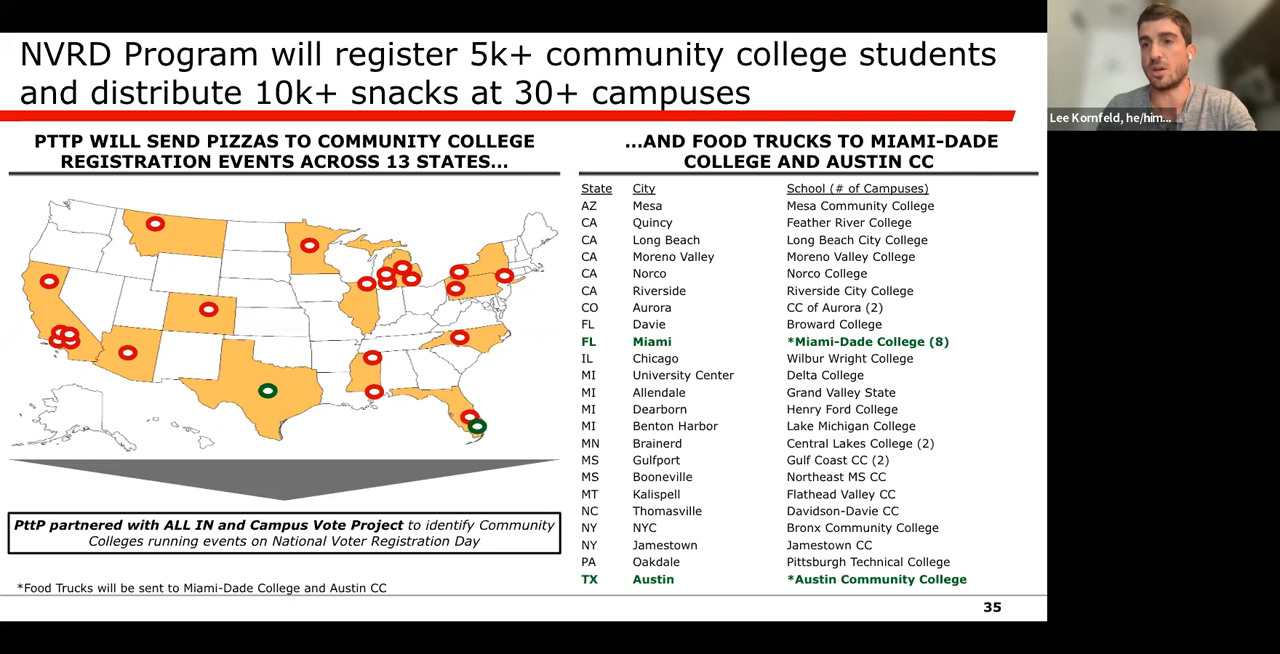 NVRD Program will register 5k+ community college students
and distribute 10k+ snacks at 30+ campuses
PTTP WILL SEND PIZZAS TO COMMUNITY COLLEGE
REGISTRATION EVENTS ACROSS 13 STATES...
PttP partnered with ALL IN and Campus Vote Project to identify Community
Colleges running events on National Voter Registration Day
*Food Trucks will be sent to Miami-Dade College and Austin CC
...AND FOOD TRUCKS TO MIAMI-DADE
COLLEGE AND AUSTIN CC
State City School (# of Campuses)
AZ Mesa Mesa Community College
CA Quincy Feather River College
CA Long Beach Long Beach City College
CA Moreno Valley Moreno Valley College
CA Norco Norco College
CA Riverside Riverside City College
CO Aurora CC of Aurora (2)
FL Davie Broward College
FL Miami *Miami-Dade College (8)
IL Chicago Wilbur Wright College
MI University Center Delta College
MI Allendale Grand Valley State
MI Dearborn Henry Ford College
MI Benton Harbor Lake Michigan College
MN Brainerd Central Lakes College (2)
MS Gulfport Gulf Coast CC (2)
MS Booneville Northeast MS CC
MT Kalispell Flathead Valley CC
NC Thomasville Davidson-Davie CC
NY NYC Bronx Community College
NY Jamestown Jamestown CC
PA Oakdale Pittsburgh Technical College
TX Austin *Austin Community College
35
Lee Kornfeld, he/him...